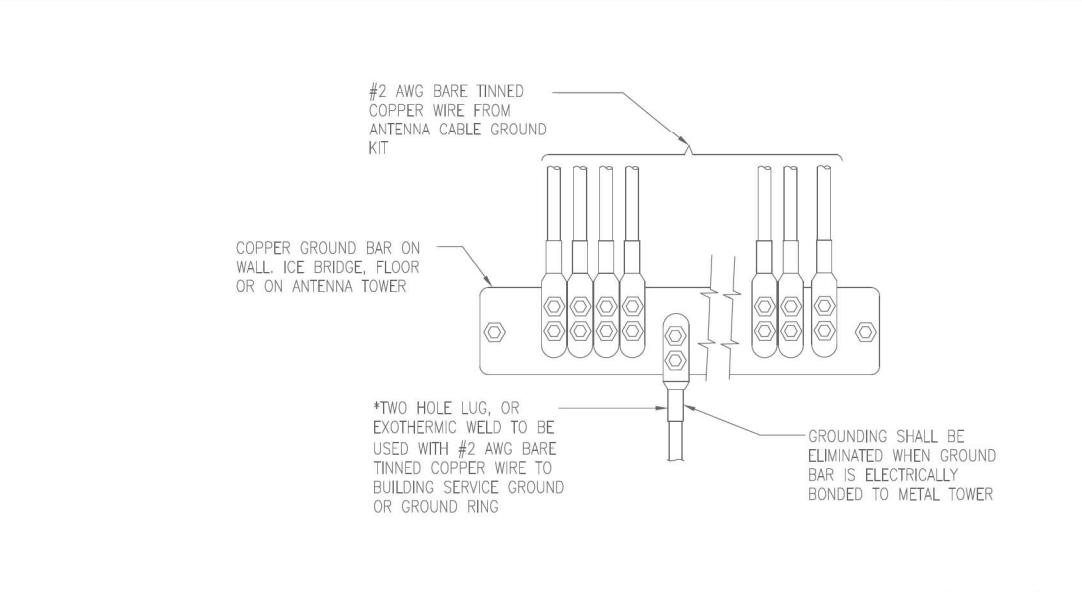 #2 AWG BARE TINNED
COPPER WIRE FROM
ANTENNA CABLE GROUND
KIT
COPPER GROUND BAR ON
WALL. ICE BRIDGE, FLOOR
OR ON ANTENNA TOWER
*TWO HOLE LUG, OR
EXOTHERMIC WELD TO BE
USED WITH #2 AWG BARE
TINNED COPPER WIRE TO
BUILDING SERVICE GROUND
OR GROUND RING
GROUNDING SHALL BE
ELIMINATED WHEN GROUND
BAR IS ELECTRICALLY
BONDED TO METAL TOWER